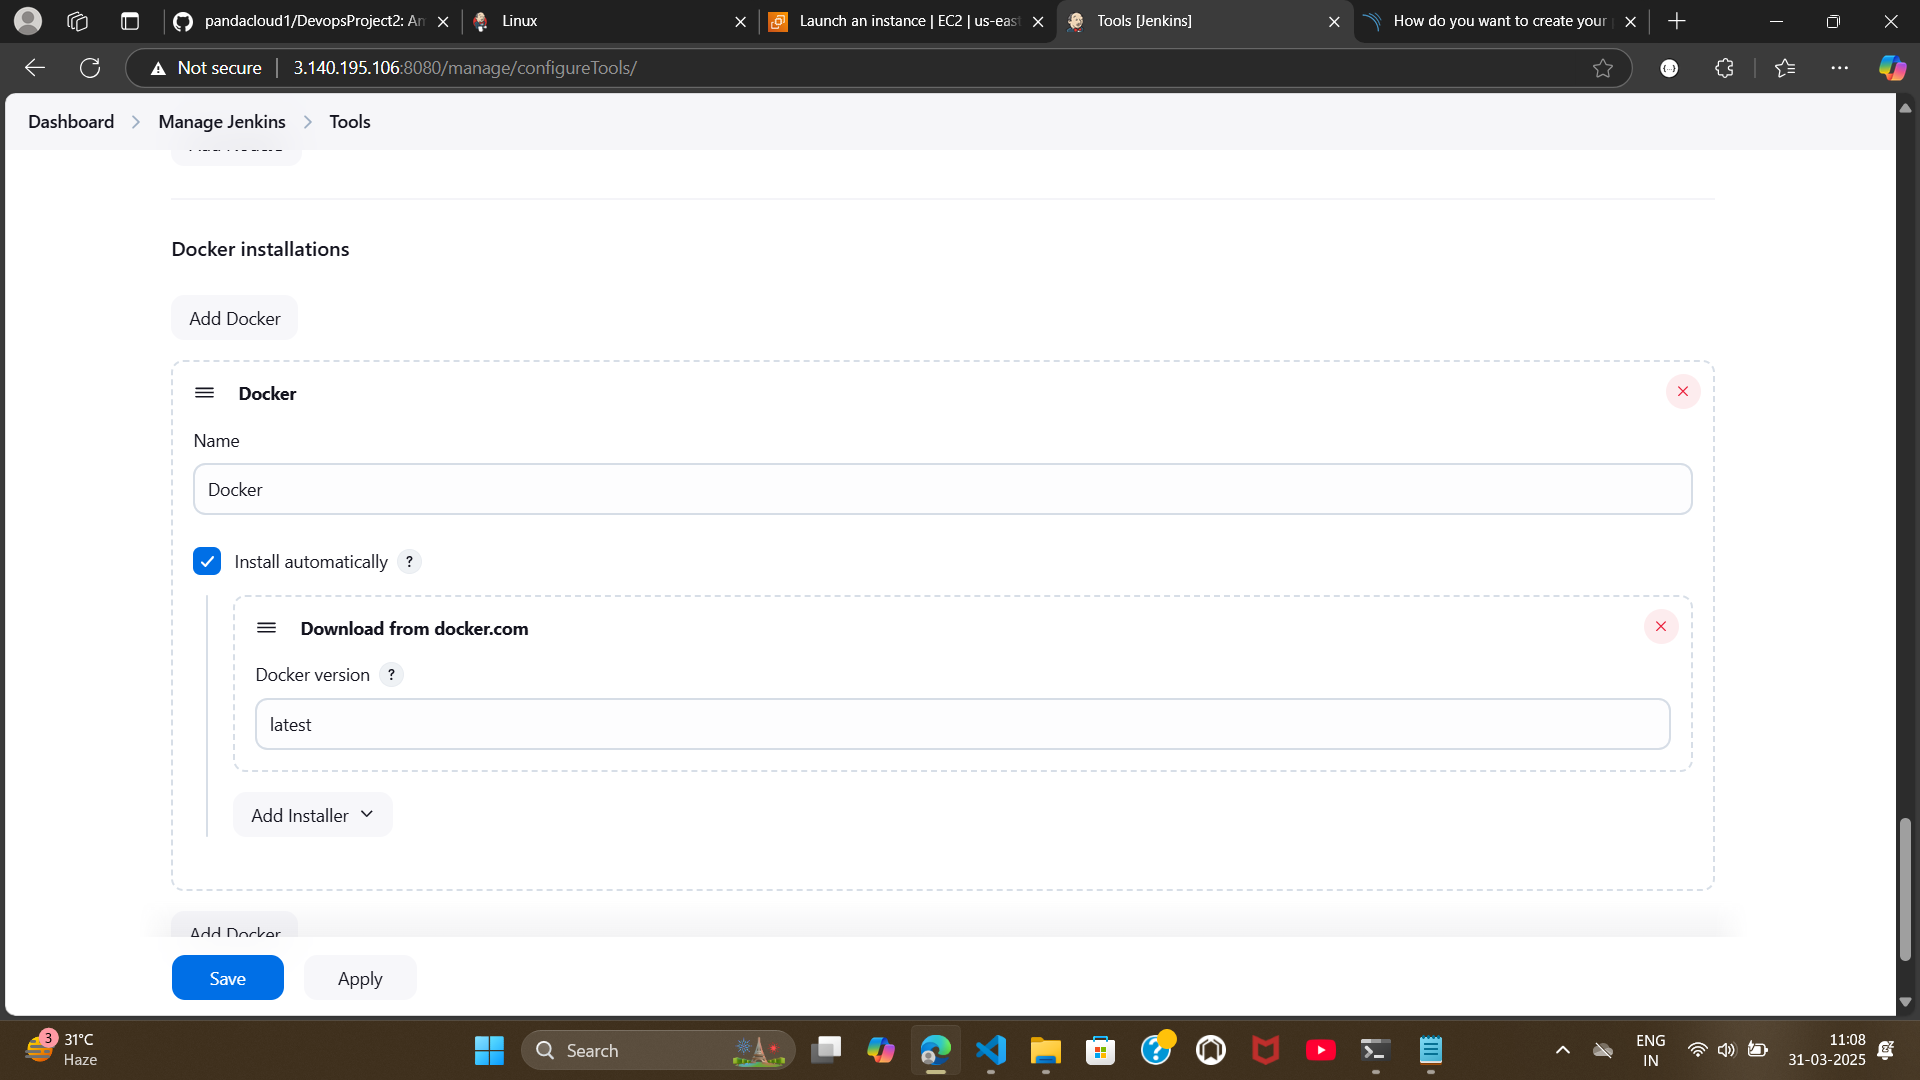 pandacloud1/DevopsProject2: An
Linux
Launch an instance | EC2 | us-east
Tools [Jenkins]
How do you want to create your
Not secure
3.140.195.106:8080/manage/configureTools/
Dashboard
Manage Jenkins
Tools
Docker installations
Add Docker
Docker
Name
Docker
Install automatically ?
Download from docker.com
Docker version ?
latest
Add Installer
Add Docker
Save
Apply
3
31°C
Haze
Search
ENG
IN
11:08
31-03-2025